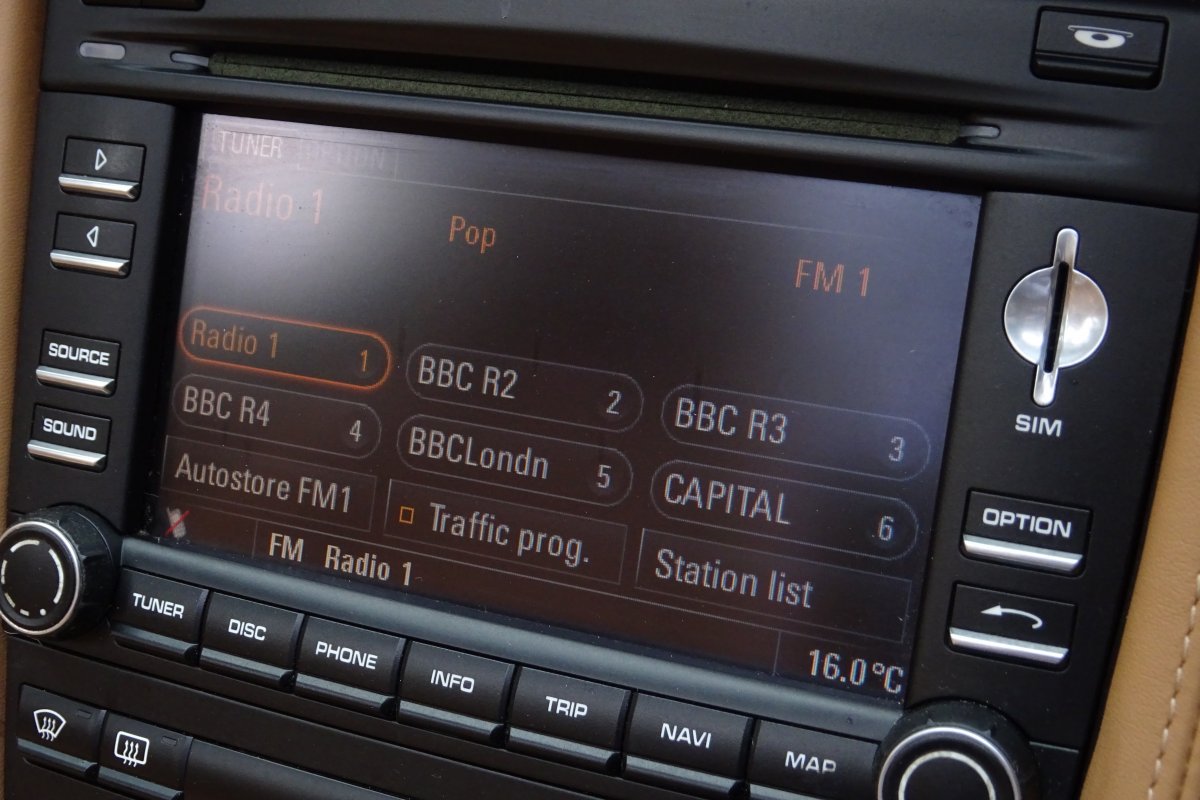 TUNER OPTION
Radio 1
Pop
FM 1
Radio 1 1
BBC R2 2
BBC R3 3
BBC R4 4
BBCLondn 5
CAPITAL 6
Autostore FM1
Traffic prog.
Station list
FM Radio 1
16.0°C
SOURCE
SOUND
SIM
OPTION
TUNER
DISC
PHONE
INFO
TRIP
NAVI
MAP